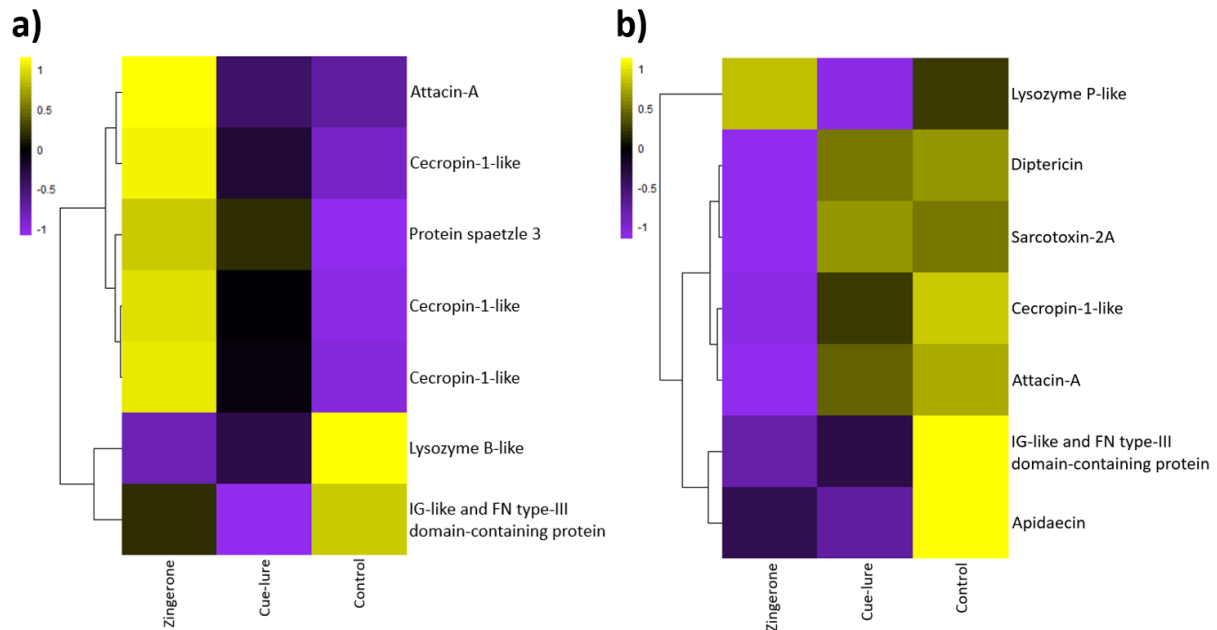 a)
1
0.5
0
-0.5
-1
Attacin-A
Cecropin-1-like
Protein spaetzle 3
Cecropin-1-like
Cecropin-1-like
Lysozyme B-like
IG-like and FN type-III
domain-containing protein
Zingerone
Cue-lure
Control
b)
1
0.5
0
-0.5
-1
Lysozyme P-like
Diptericin
Sarcotoxin-2A
Cecropin-1-like
Attacin-A
IG-like and FN type-III
domain-containing protein
Apidaecin
Zingerone
Cue-lure
Control